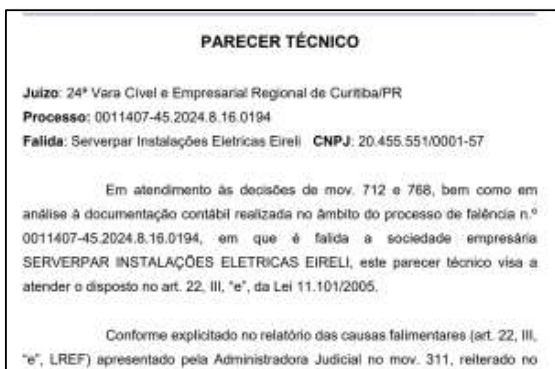 PARECER TÉCNICO
Juízo: 24ª Vara Cível e Empresarial Regional de Curitiba/PR
Processo: 0011407-45.2024.8.16.0194
Falida: Serverpar Instalações Eletricas Eireli CNPJ: 20.455.551/0001-57
Em atendimento às decisões de mov. 712 e 768, bem como em
análise à documentação contábil realizada no âmbito do processo de falência n.º
0011407-45.2024.8.16.0194, em que é falida a sociedade empresária
SERVERPAR INSTALAÇÕES ELETRICAS EIRELI, este parecer técnico visa a
atender o disposto no art. 22, III, "e", da Lei 11.101/2005.
Conforme explicitado no relatório das causas falimentares (art. 22, III,
"e", LREF) apresentado pela Administradora Judicial no mov. 311, reiterado no